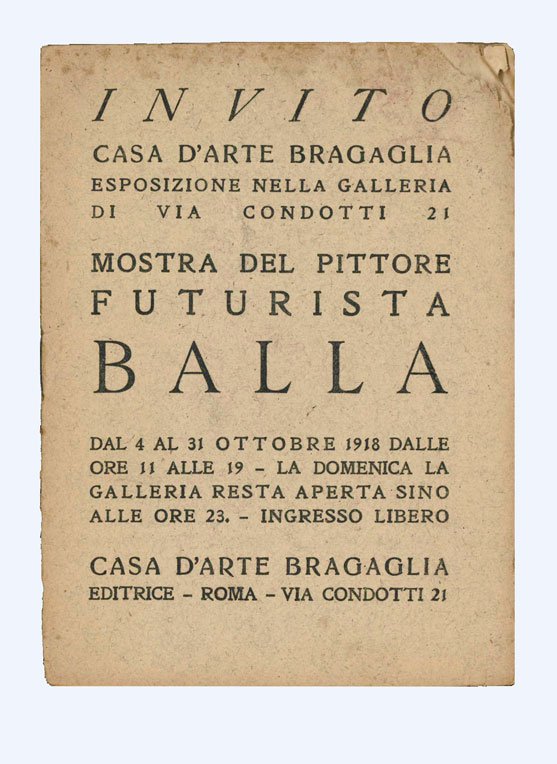 INVITO
CASA D'ARTE BRAGAGLIA
ESPOSIZIONE NELLA GALLERIA
DI VIA CONDOTTI 21
MOSTRA DEL PITTORE
FUTURISTA
BALLA
DAL 4 AL 31 OTTOBRE 1918 DALLE
ORE 11 ALLE 19 – LA DOMENICA LA
GALLERIA RESTA APERTA SINO
ALLE ORE 23. – INGRESSO LIBERO
CASA D'ARTE BRAGAGLIA
EDITRICE – ROMA – VIA CONDOTTI 21